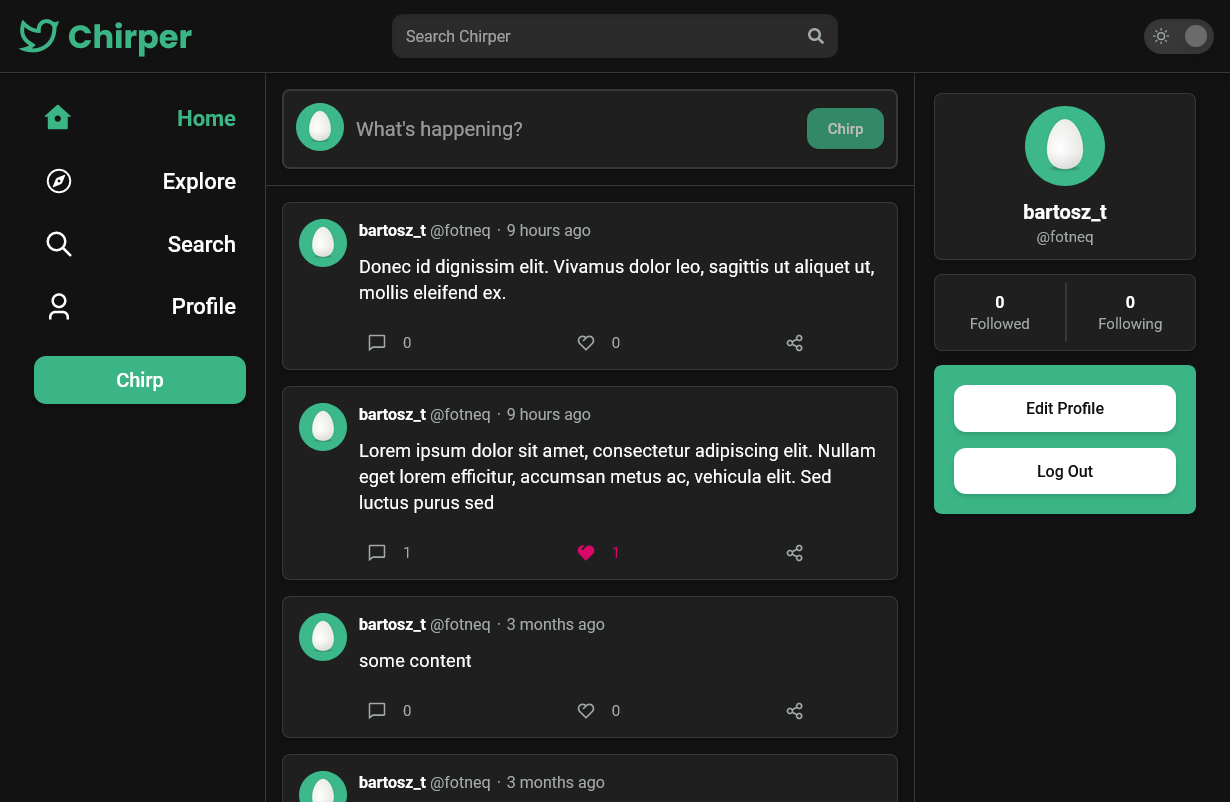 Chirper
Search Chirper
Home
Explore
Search
Profile
Chirp
What's happening?
Chirp
bartosz_t @fotneq · 9 hours ago
Donec id dignissim elit. Vivamus dolor leo, sagittis ut aliquet ut,
mollis eleifend ex.
0 0
bartosz_t @fotneq · 9 hours ago
Lorem ipsum dolor sit amet, consectetur adipiscing elit. Nullam
eget lorem efficitur, accumsan metus ac, vehicula elit. Sed
luctus purus sed
1 1
bartosz_t @fotneq · 3 months ago
some content
0 0
bartosz_t @fotneq · 3 months ago
bartosz_t
@fotneq
0 0
Followed Following
Edit Profile
Log Out